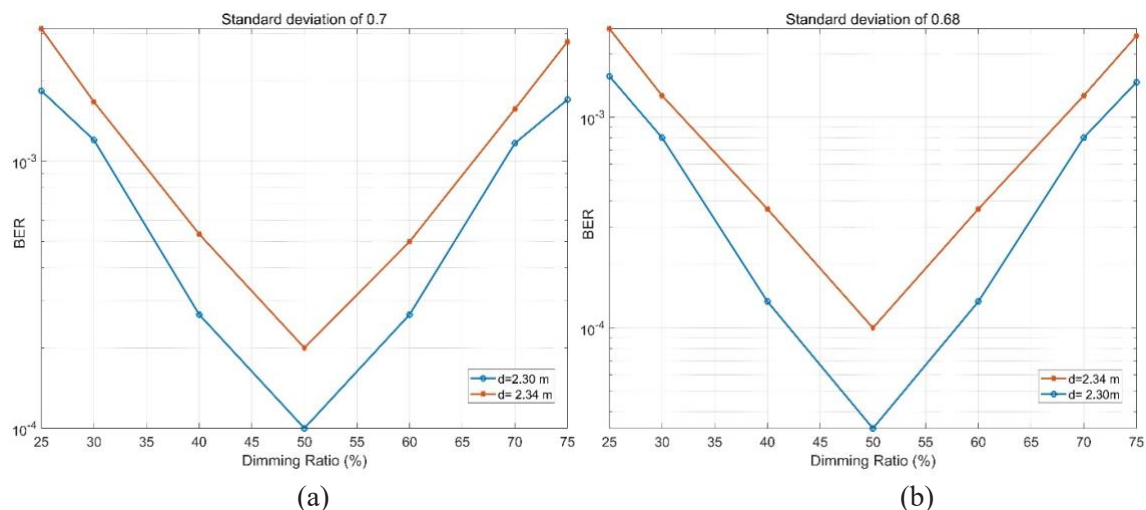 Standard deviation of 0.7
BER
10^-3
10^-4
25 30 35 40 45 50 55 60 65 70 75
Dimming Ratio (%)
d=2.30 m
d= 2.34 m
(a)
Standard deviation of 0.68
BER
10^-3
10^-4
25 30 35 40 45 50 55 60 65 70 75
Dimming Ratio (%)
d=2.34 m
d= 2.30m
(b)